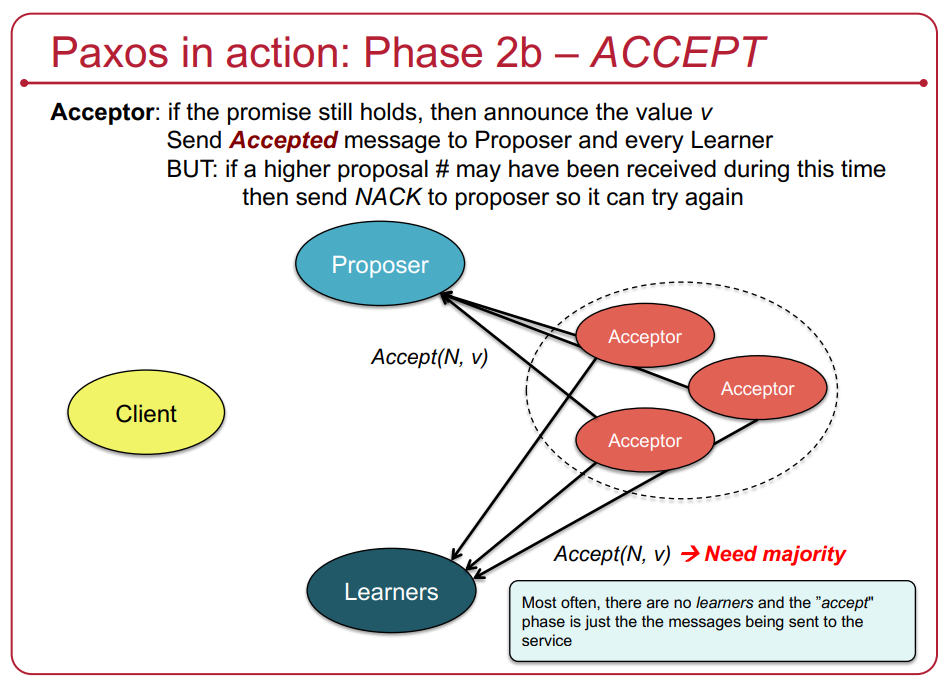 Paxos in action: Phase 2b – ACCEPT
Acceptor: if the promise still holds, then announce the value v
Send Accepted message to Proposer and every Learner
BUT: if a higher proposal # may have been received during this time
then send NACK to proposer so it can try again
Proposer
Acceptor
Accept(N, v)
Acceptor
Client
Acceptor
Accept(N, v) → Need majority
Learners
Most often, there are no learners and the ”accept"
phase is just the the messages being sent to the
service